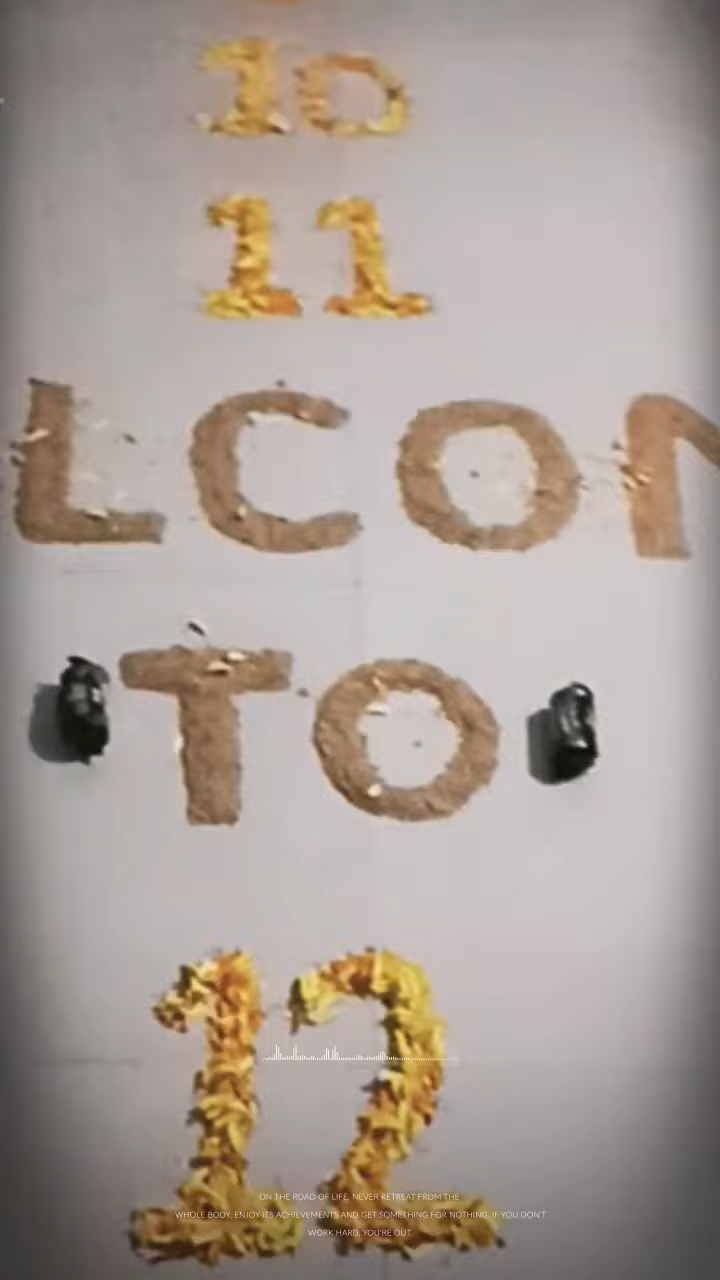 10
11
LCOM
TO
12
ON THE ROAD OF LIFE, NEVER RETREAT FROM THE
WHOLE BODY, ENJOY ITS ACHIEVEMENTS AND GET SOMETHING FOR NOTHING, IF YOU DON'T
WORK HARD, YOU'RE OUT